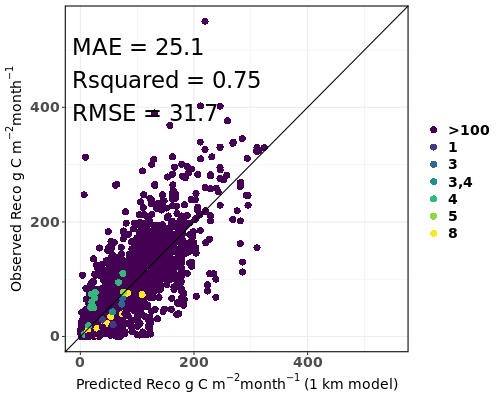 MAE = 25.1
Rsquared = 0.75
RMSE = 31.7
Observed Reco g C m⁻²month⁻¹
400
200
0
0 200 400
Predicted Reco g C m⁻²month⁻¹ (1 km model)
>100
1
3
3,4
4
5
8